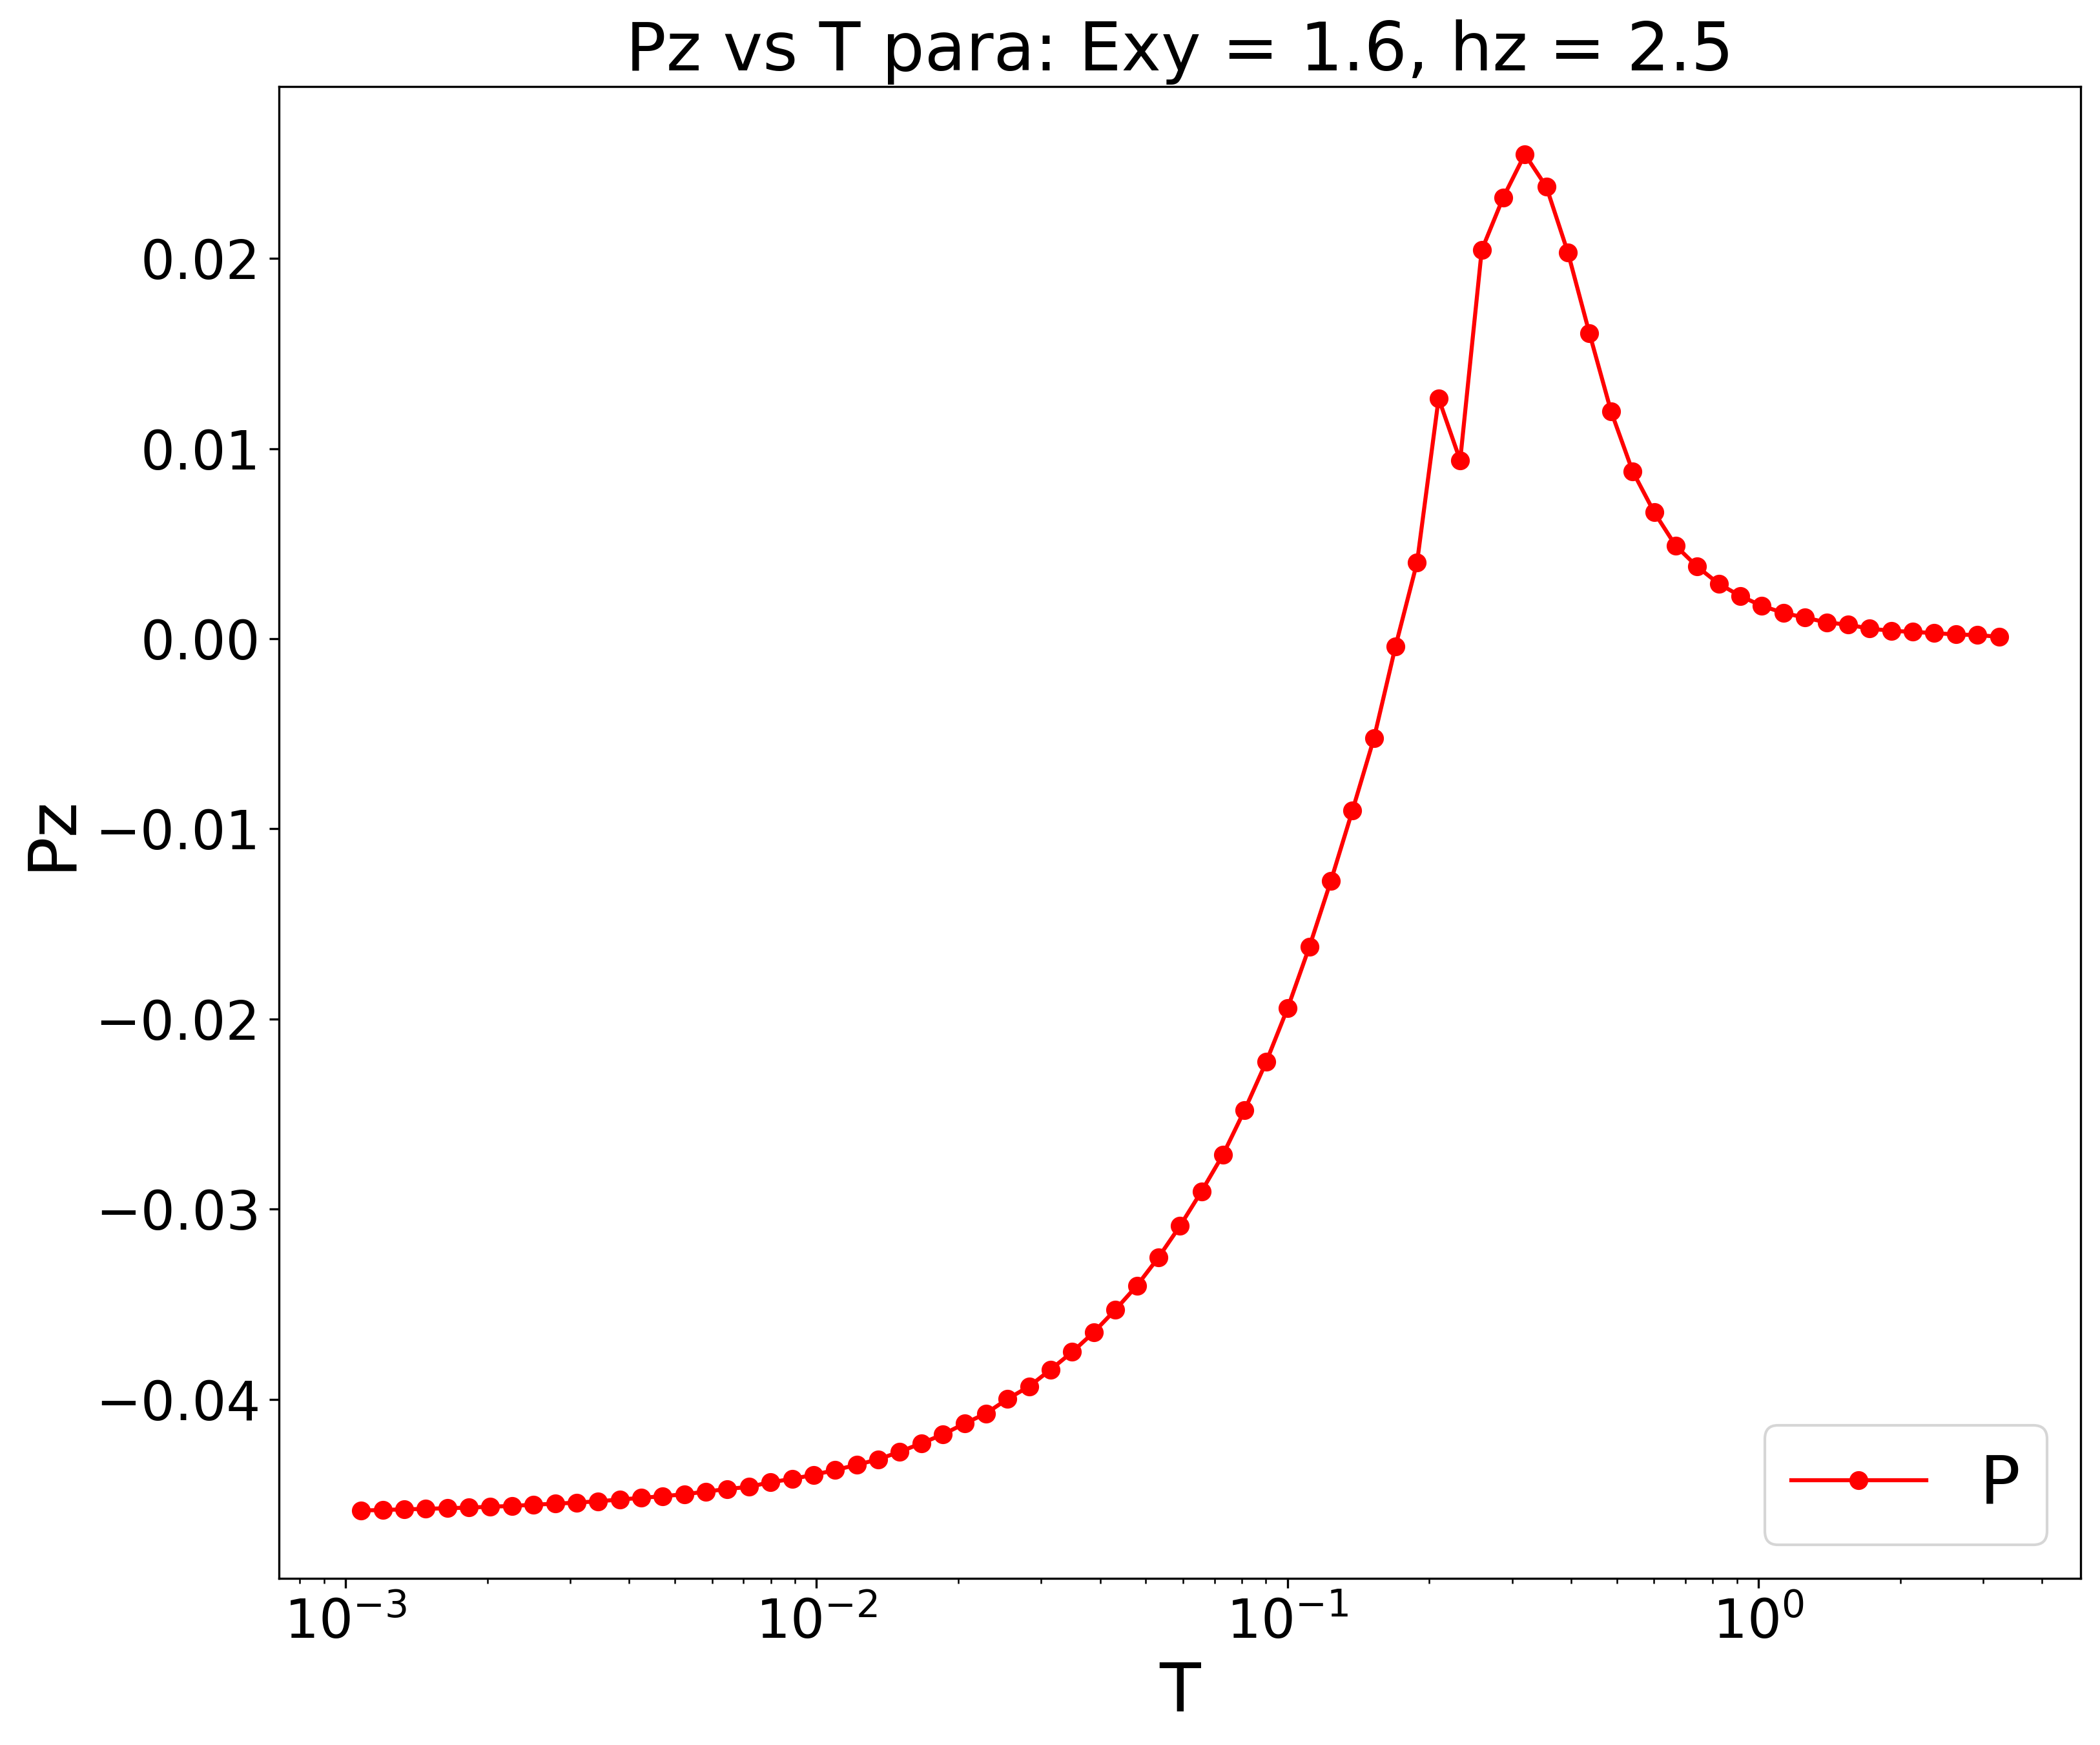 Pz vs T para: Exy = 1.6, hz = 2.5
Pz
0.02
0.01
0.00
−0.01
−0.02
−0.03
−0.04
10⁻³ 10⁻² 10⁻¹ 10⁰
T
P